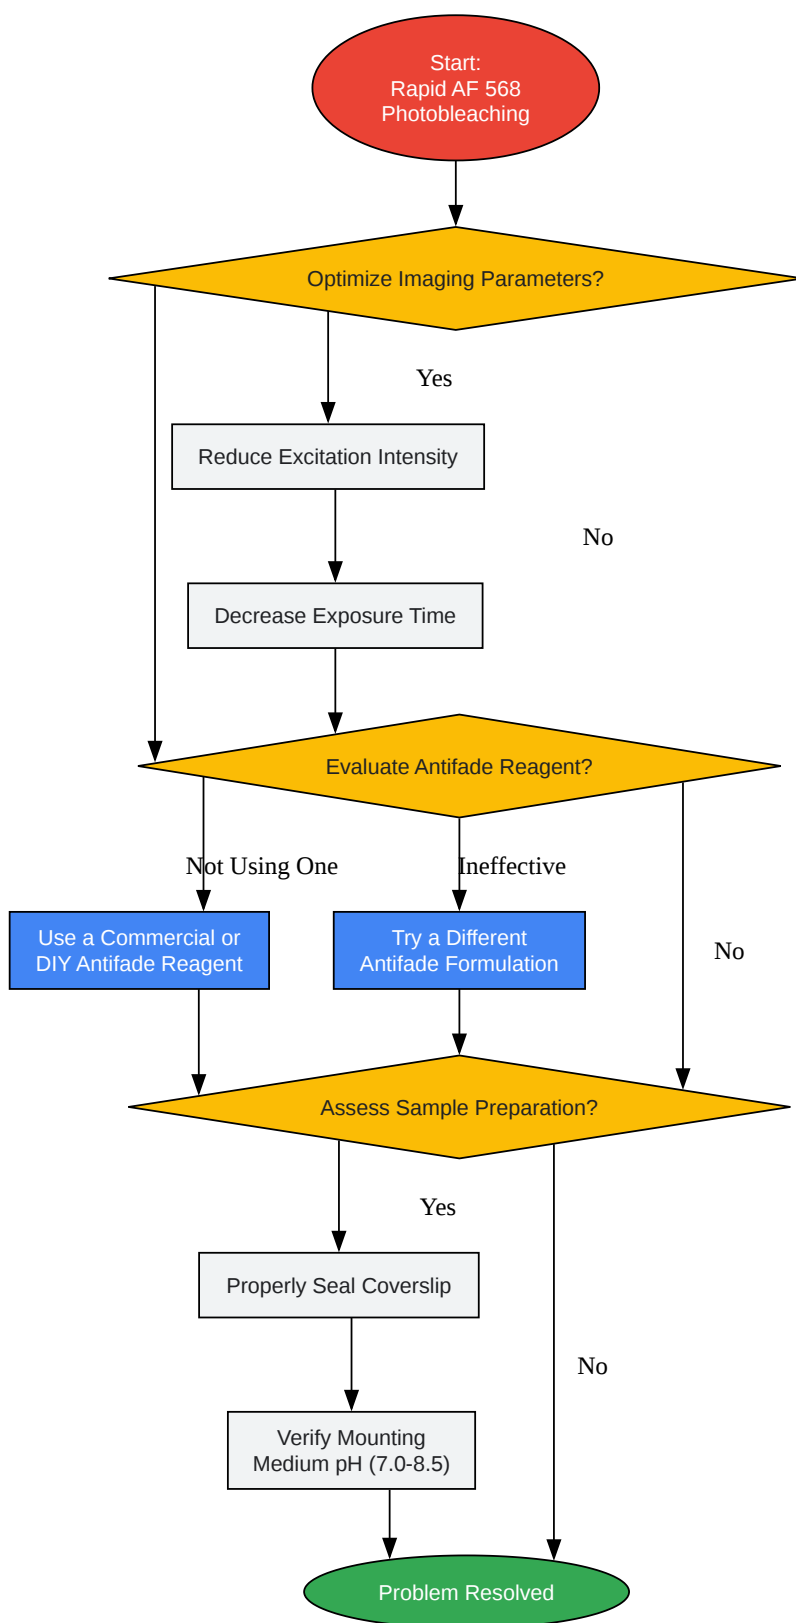 Start:
Rapid AF 568
Photobleaching
Optimize Imaging Parameters?
Yes
Reduce Excitation Intensity
No
Decrease Exposure Time
Evaluate Antifade Reagent?
Not Using One
Ineffective
Use a Commercial or
DIY Antifade Reagent
Try a Different
Antifade Formulation
No
Assess Sample Preparation?
Yes
Properly Seal Coverslip
No
Verify Mounting
Medium pH (7.0-8.5)
Problem Resolved